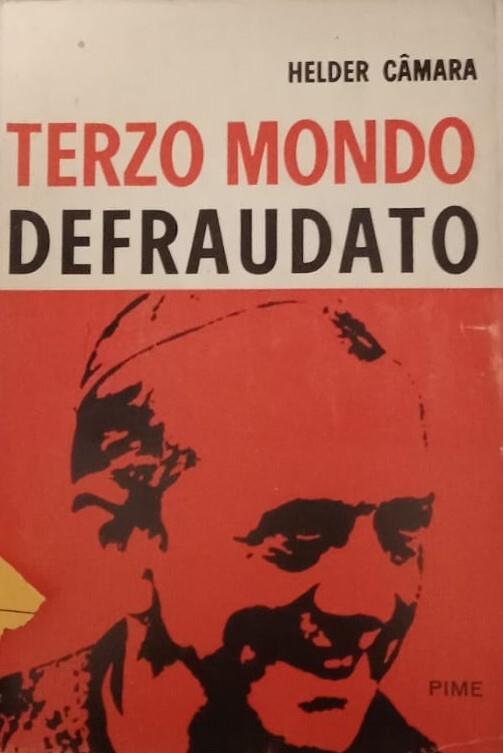 HELDER CÂMARA
TERZO MONDO
DEFRAUDATO
PIME